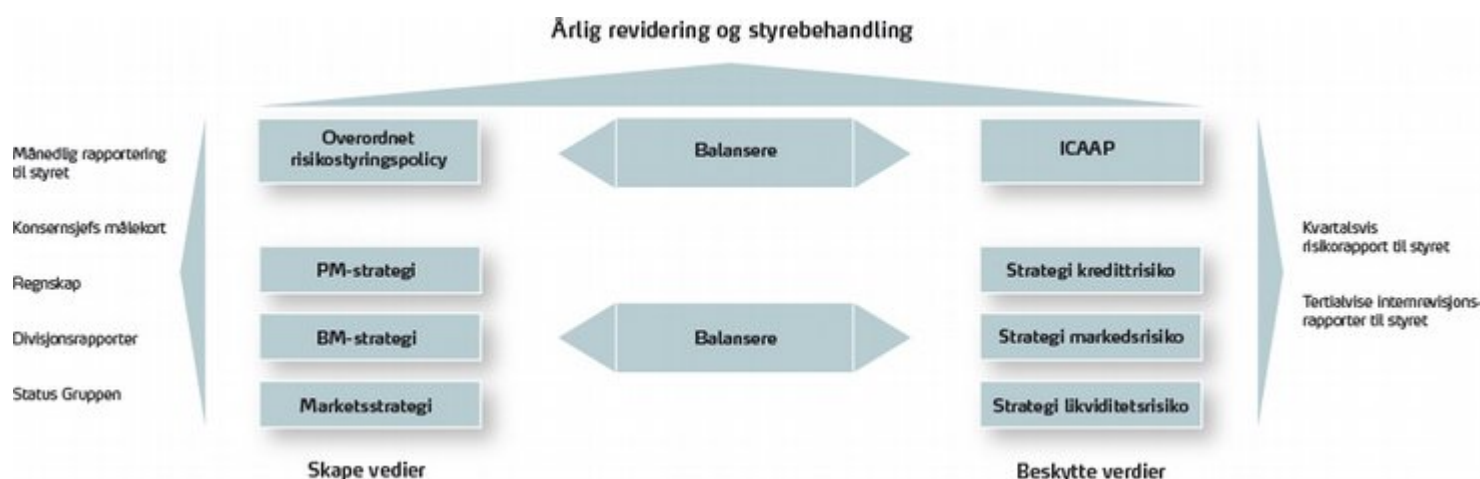 Årlig revidering og styrebehandling
Månedlig rapportering
til styret
Konsernsjefs målekort
Regnskap
Divisjonsrapporter
Status Gruppen
Overordnet
risikostyringspolicy
PM-strategi
BM-strategi
Marketsstrategi
Skape vedier
Balansere
Balansere
ICAAP
Strategi kredittrisiko
Strategi markedsrisiko
Strategi likviditetsrisiko
Beskytte verdier
Kvartalsvis
risikorapport til styret
Tertialvise internrevisjons-
rapporter til styret